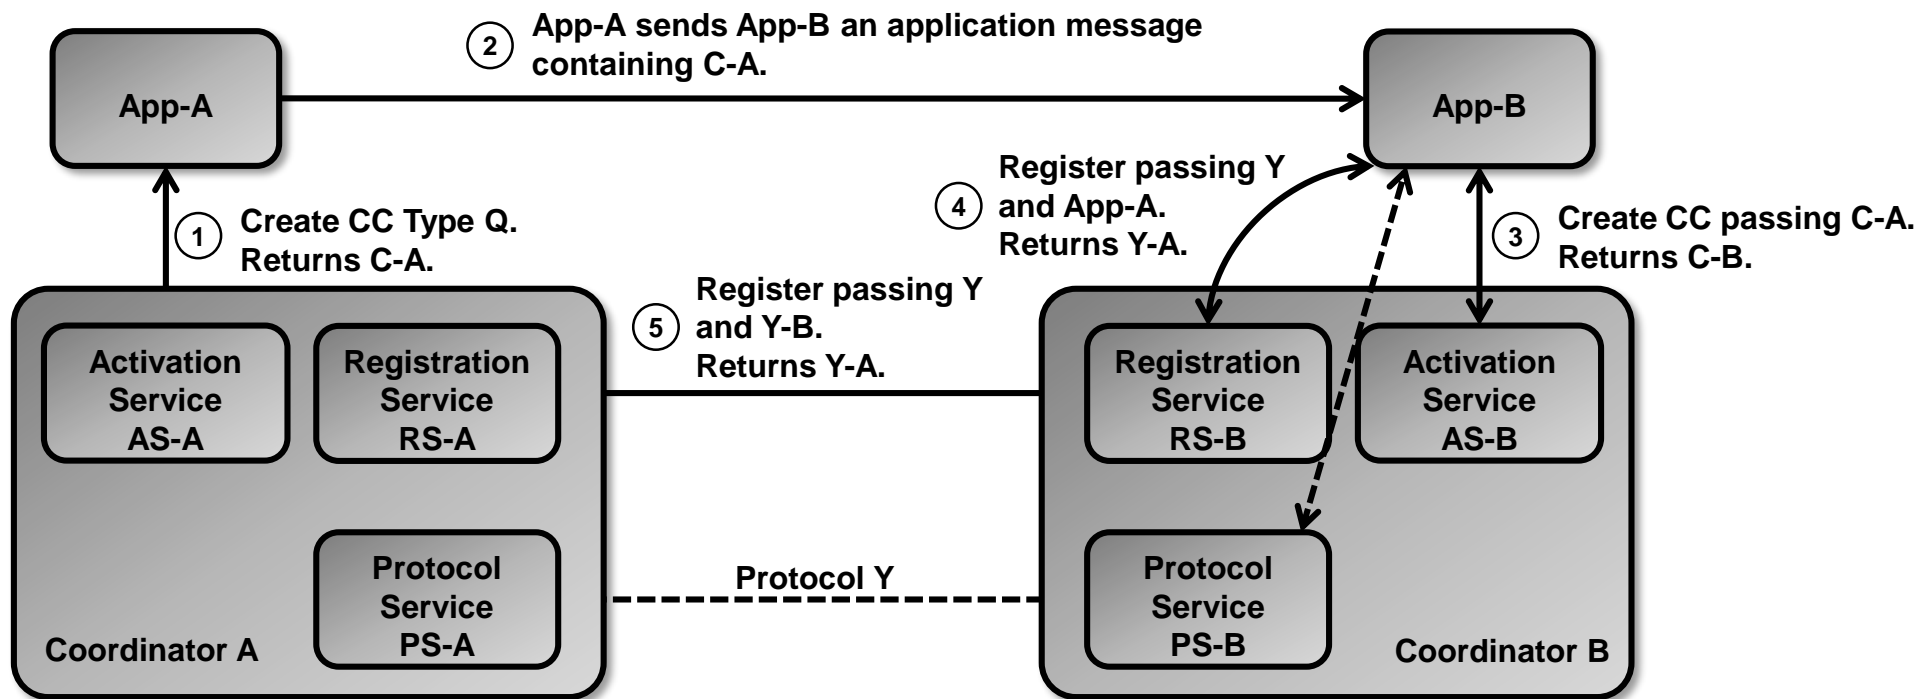 2
App-A sends App-B an application message
containing C-A.
App-A
App-B
1
Create CC Type Q.
Returns C-A.
4
Register passing Y
and App-A.
Returns Y-A.
3
Create CC passing C-A.
Returns C-B.
5
Register passing Y
and Y-B.
Returns Y-A.
Activation
Service
AS-A
Registration
Service
RS-A
Registration
Service
RS-B
Activation
Service
AS-B
Protocol
Service
PS-A
Protocol Y
Protocol
Service
PS-B
Coordinator A
Coordinator B